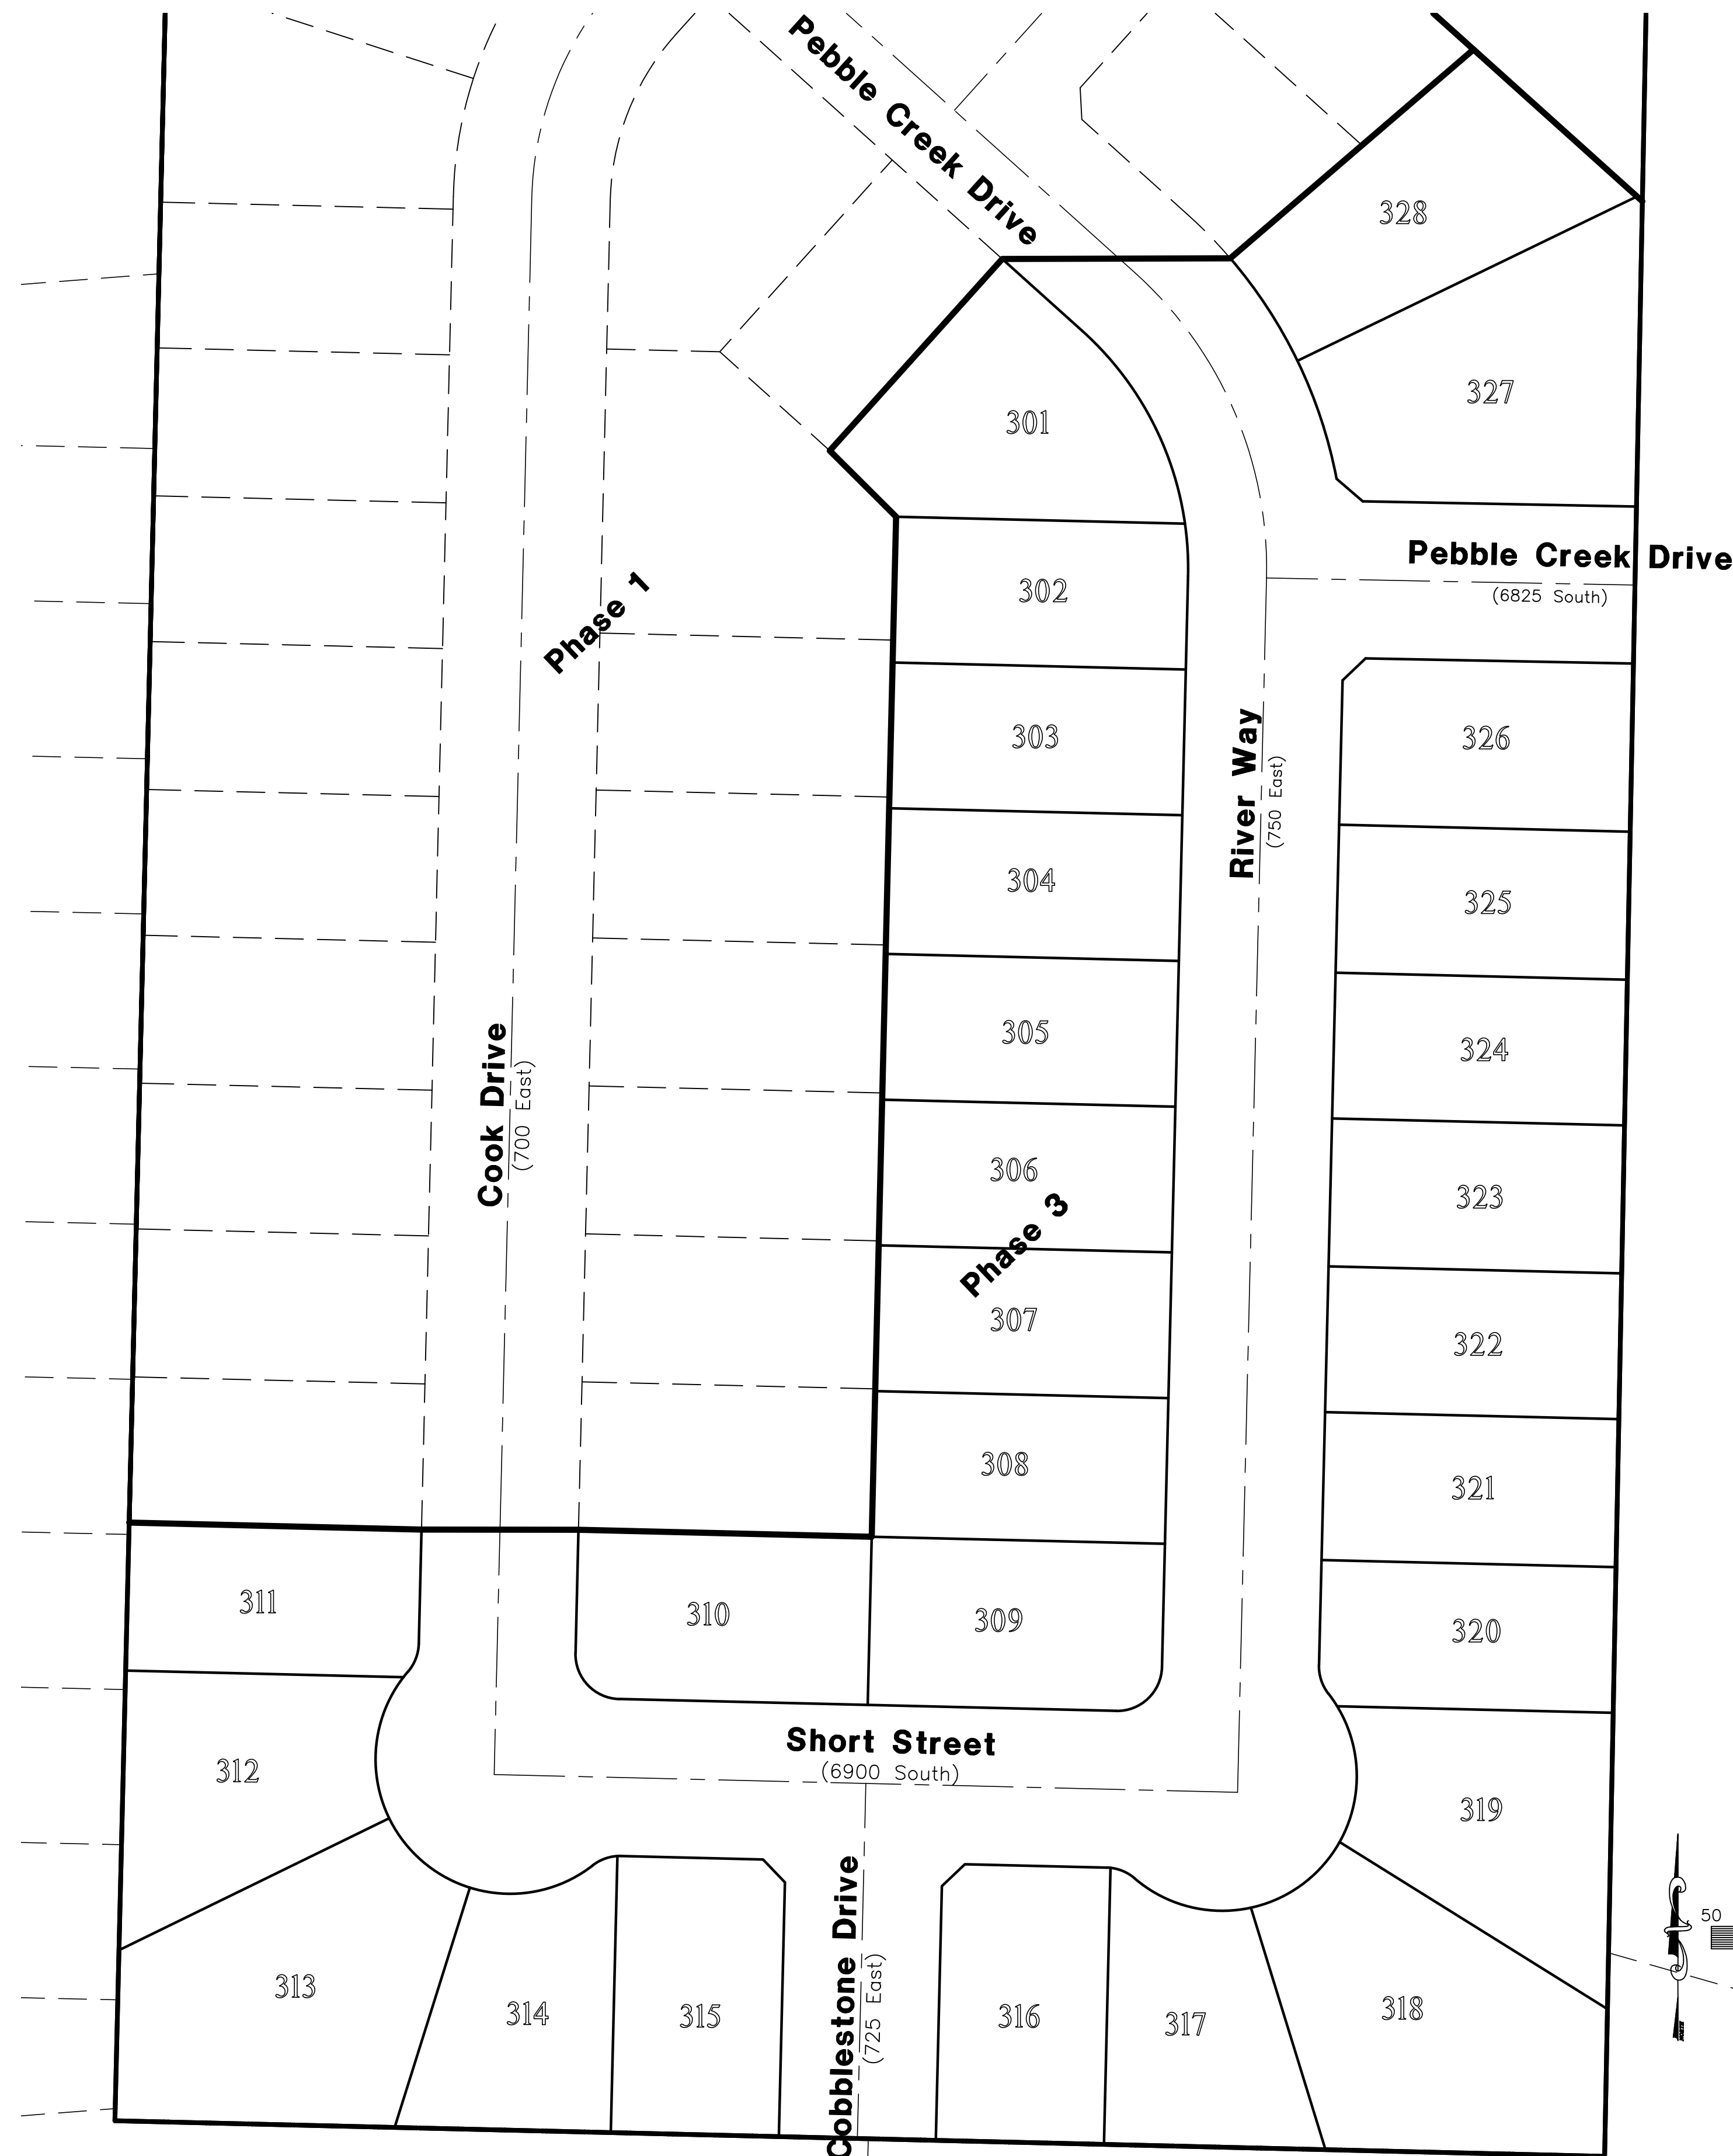 Pebble Creek Drive
328
327
301
Pebble Creek Drive
(6825 South)
302
Phase 1
303
326
River Way
(750 East)
304
325
305
324
Cook Drive
(700 East)
306
323
Phase 3
307
322
308
321
311
310
309
320
Short Street
(6900 South)
312
319
50
Cobblestone Drive
(725 East)
313
314
315
316
317
318